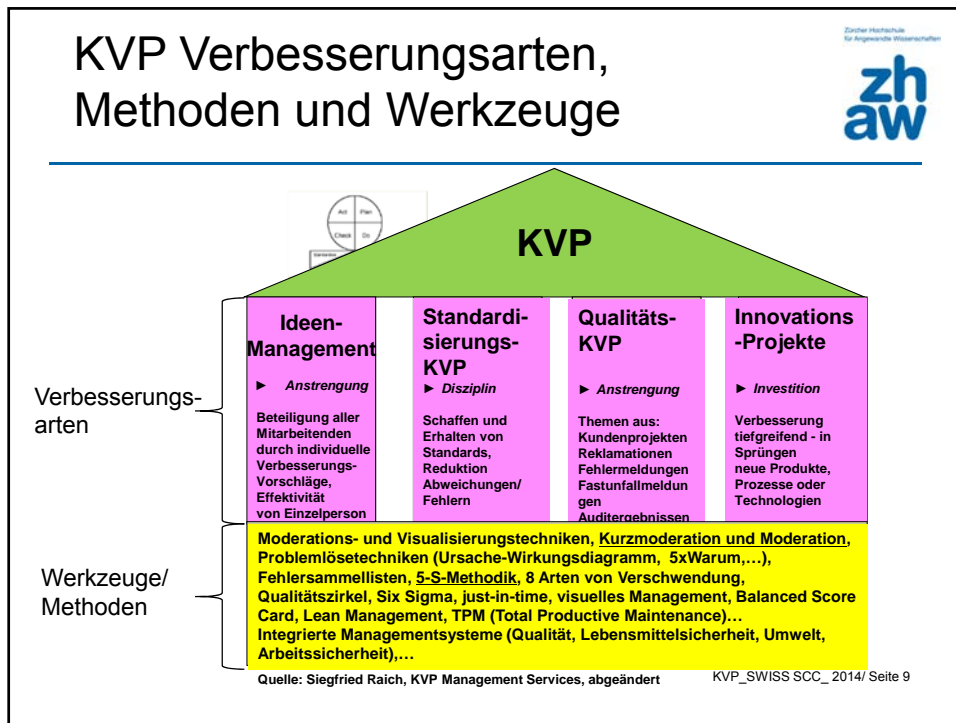 KVP Verbesserungsarten,
Methoden und Werkzeuge
Zürcher Hochschule
für Angewandte Wissenschaften
zh
aw
Act Plan
Check Do
KVP
Verbesserungs-
arten
Ideen-
Management
► Anstrengung
Beteiligung aller
Mitarbeitenden
durch individuelle
Verbesserungs-
Vorschläge,
Effektivität
von Einzelperson
Standardi-
sierungs-
KVP
► Disziplin
Schaffen und
Erhalten von
Standards,
Reduktion
Abweichungen/
Fehlern
Qualitäts-
KVP
► Anstrengung
Themen aus:
Kundenprojekten
Reklamationen
Fehlermeldungen
Fastunfallmeldun
gen
Auditergebnissen
Innovations
-Projekte
► Investition
Verbesserung
tiefgreifend - in
Sprüngen
neue Produkte,
Prozesse oder
Technologien
Werkzeuge/
Methoden
Moderations- und Visualisierungstechniken, Kurzmoderation und Moderation,
Problemlösetechniken (Ursache-Wirkungsdiagramm, 5xWarum,...),
Fehlersammellisten, 5-S-Methodik, 8 Arten von Verschwendung,
Qualitätszirkel, Six Sigma, just-in-time, visuelles Management, Balanced Score
Card, Lean Management, TPM (Total Productive Maintenance)...
Integrierte Managementsysteme (Qualität, Lebensmittelsicherheit, Umwelt,
Arbeitssicherheit),...
Quelle: Siegfried Raich, KVP Management Services, abgeändert
KVP_SWISS SCC_ 2014/ Seite 9